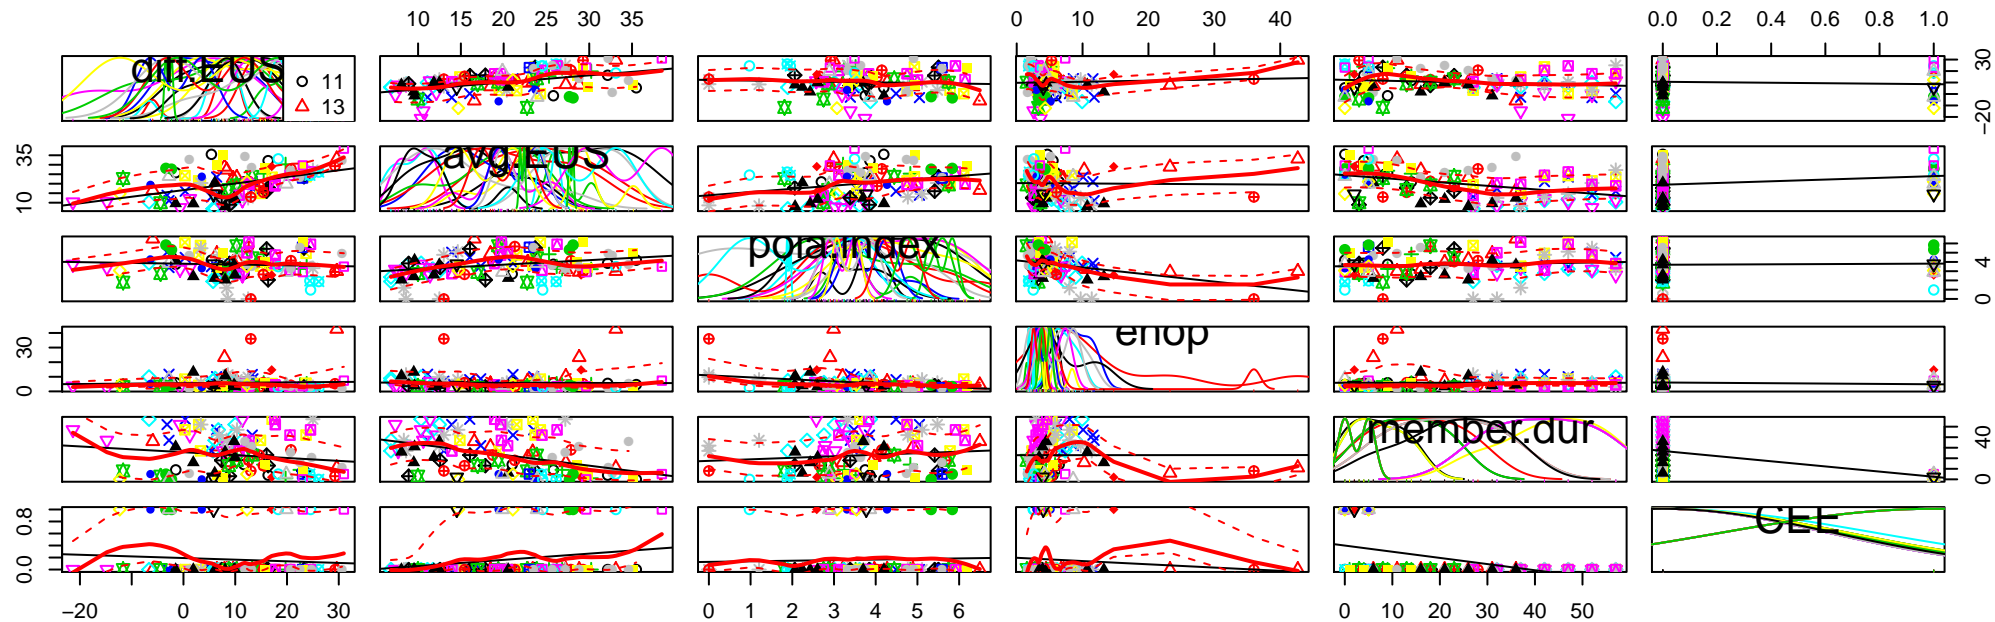 10 15 20 25 30 35 0 10 20 30 40 0.0 0.2 0.4 0.6 0.8 1.0
diff.EUS 11 13 −20 30
10 35 avg.EUS
pola.index 0 4
0 30 enop
member.dur 0 40
0.0 0.8 CEE
−20 0 10 20 30 0 1 2 3 4 5 6 0 10 20 30 40 50